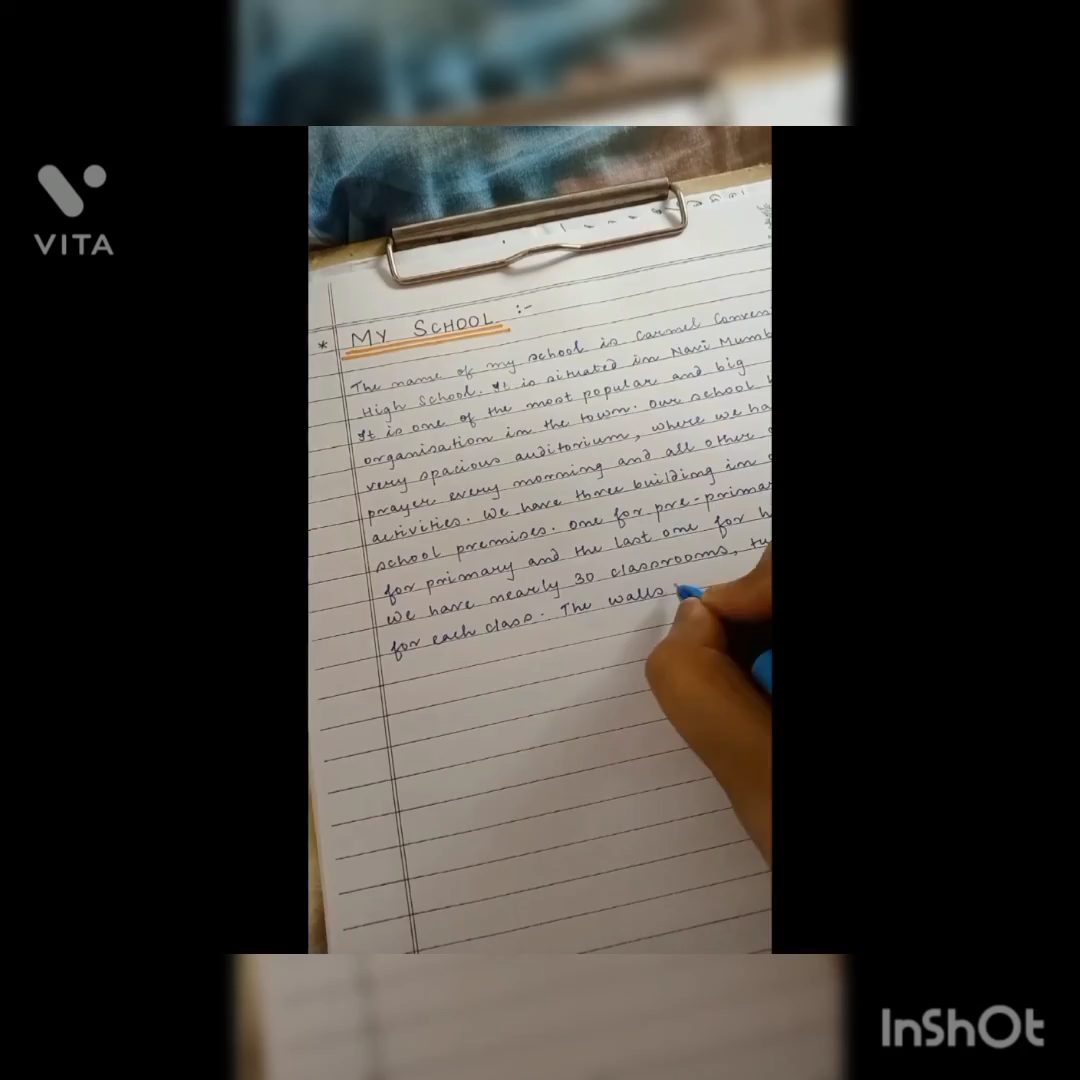 VITA
* MY SCHOOL :-
The name of my school is Carmel
High School. It is situated in Navi
It is one of the most popular and big
organisation in the town. Our school
very spacious auditorium, where we
prayer every morning and all other
activities. We have three building in
school premises. One for
for primary and the last one for
We have nearly 30 classrooms,
for each class. The walls
InShOt